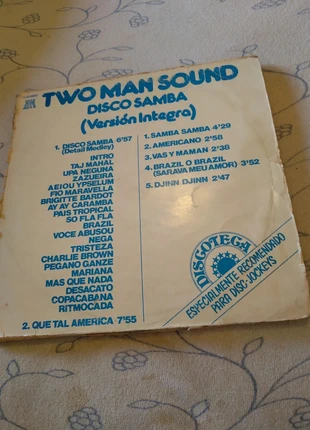 TWO MAN SOUND
DISCO SAMBA
(Versión Integra)
1. DISCO SAMBA 6'57
(Detail Medley)
INTRO
TAJ MAHAL
UPA NEGUNA
ZAZUEIRA
AEIOU YPSELUM
FIO MARAVELLA
BRIGITTE BARDOT
AY AY CARAMBA
PAIS TROPICAL
SO FLA FLA
BRAZIL
VOCE ABUSOU
NEGA
TRISTEZA
CHARLIE BROWN
PEGANO GANZE
MARIANA
MAS QUE NADA
DESACATO
COPACABANA
RITMOCADA
2. QUE TAL AMERICA 7'55
1. SAMBA SAMBA 4'29
2. AMERICANO 2'58
3. VAS Y MAMAN 2'38
4. BRAZIL O BRAZIL 3'52
(SARAVA MEU AMOR)
5. DJINN DJINN 2'47
DISCOTECA
ESPECIALMENTE RECOMENDADO
PARA DISC-JOCKEYS